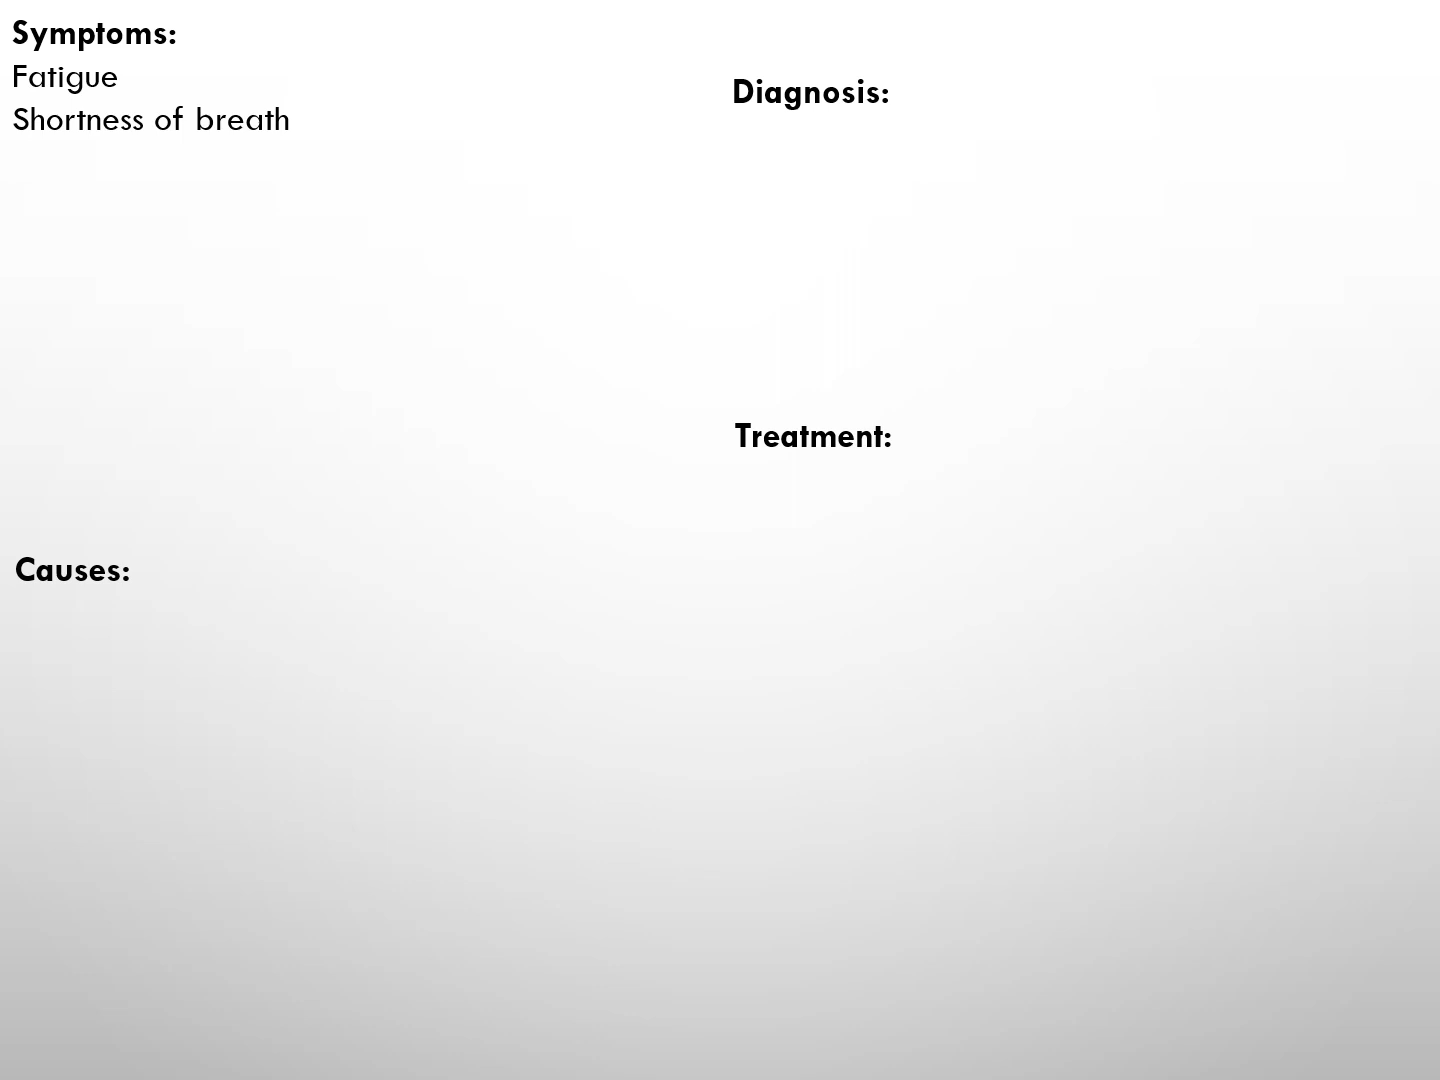 Symptoms:
Fatigue
Shortness of breath
Causes:
Diagnosis:
Treatment: